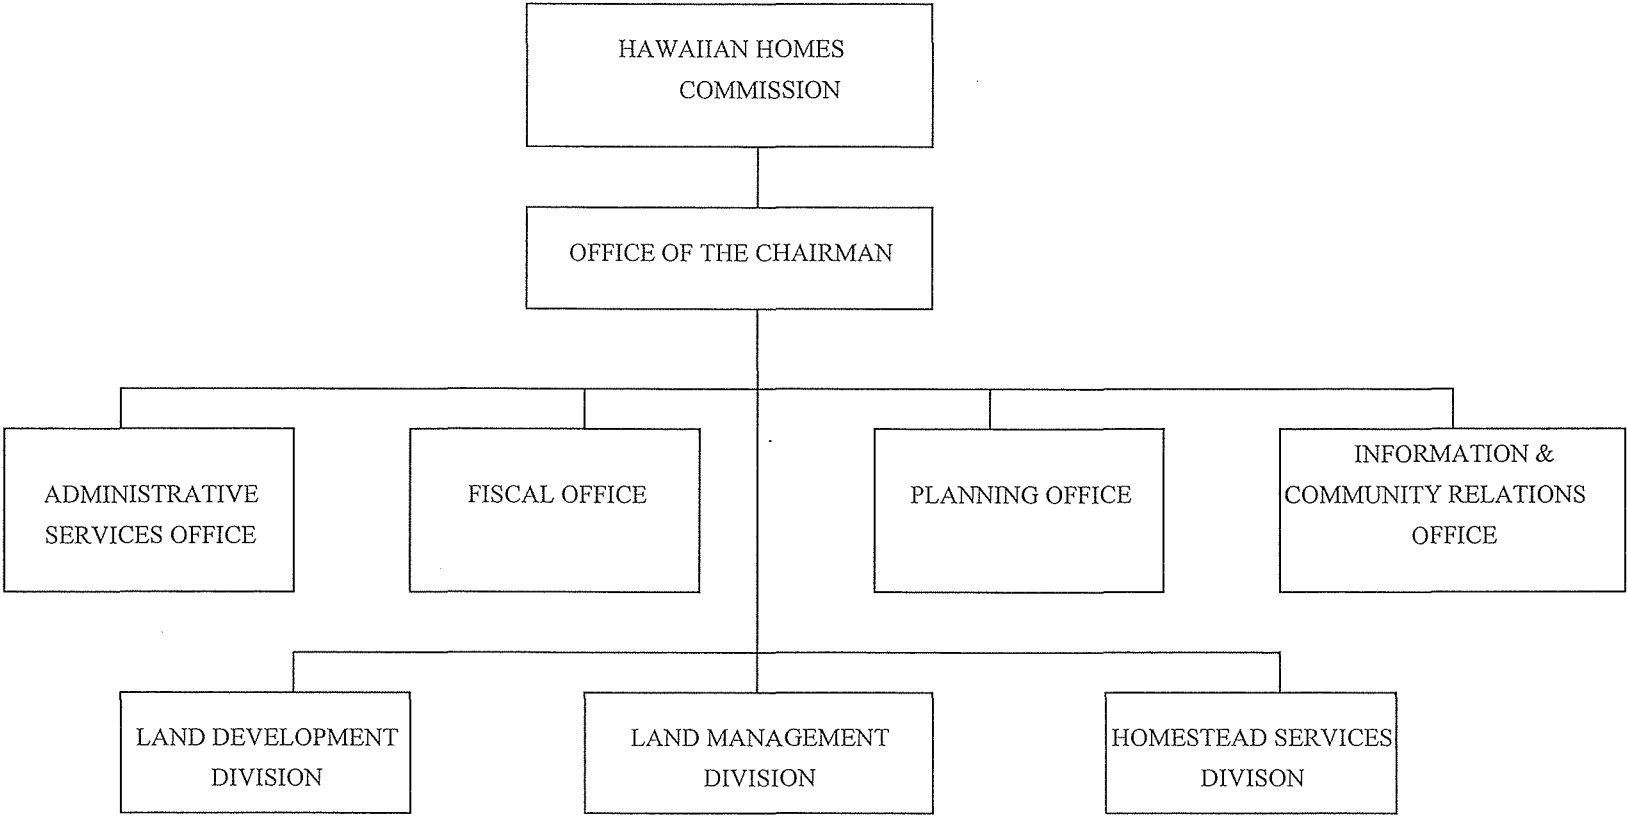 HAWAIIAN HOMES
COMMISSION
OFFICE OF THE CHAIRMAN
ADMINISTRATIVE
SERVICES OFFICE
FISCAL OFFICE
PLANNING OFFICE
INFORMATION &
COMMUNITY RELATIONS
OFFICE
LAND DEVELOPMENT
DIVISION
LAND MANAGEMENT
DIVISION
HOMESTEAD SERVICES
DIVISON